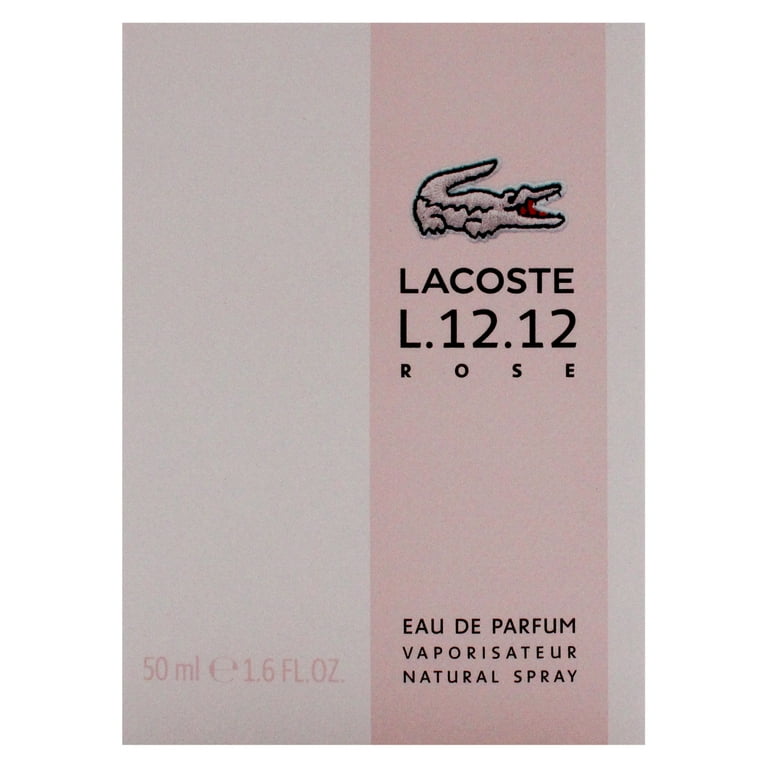 LACOSTE
L.12.12
ROSE
EAU DE PARFUM
VAPORISATEUR
NATURAL SPRAY
50 ml ℮ 1.6 FL.OZ.